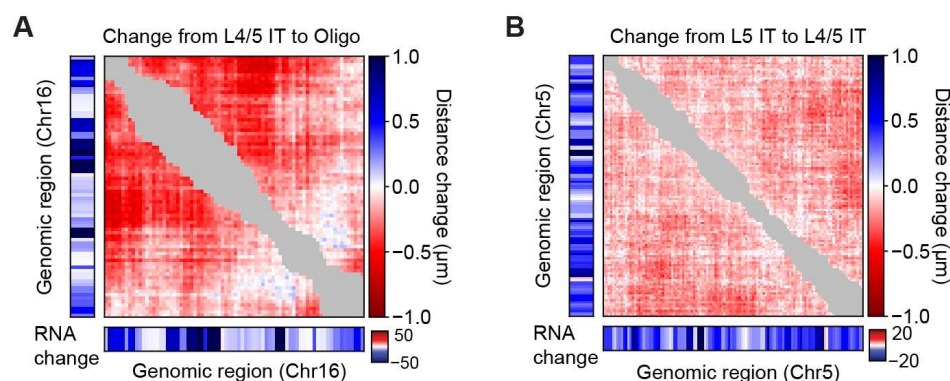 A
Change from L4/5 IT to Oligo
Genomic region (Chr16)
1.0
0.5
0.0
−0.5
−1.0
Distance change (μm)
RNA
change
50
−50
Genomic region (Chr16)
B
Change from L5 IT to L4/5 IT
Genomic region (Chr5)
1.0
0.5
0.0
−0.5
−1.0
Distance change (μm)
RNA
change
20
−20
Genomic region (Chr5)